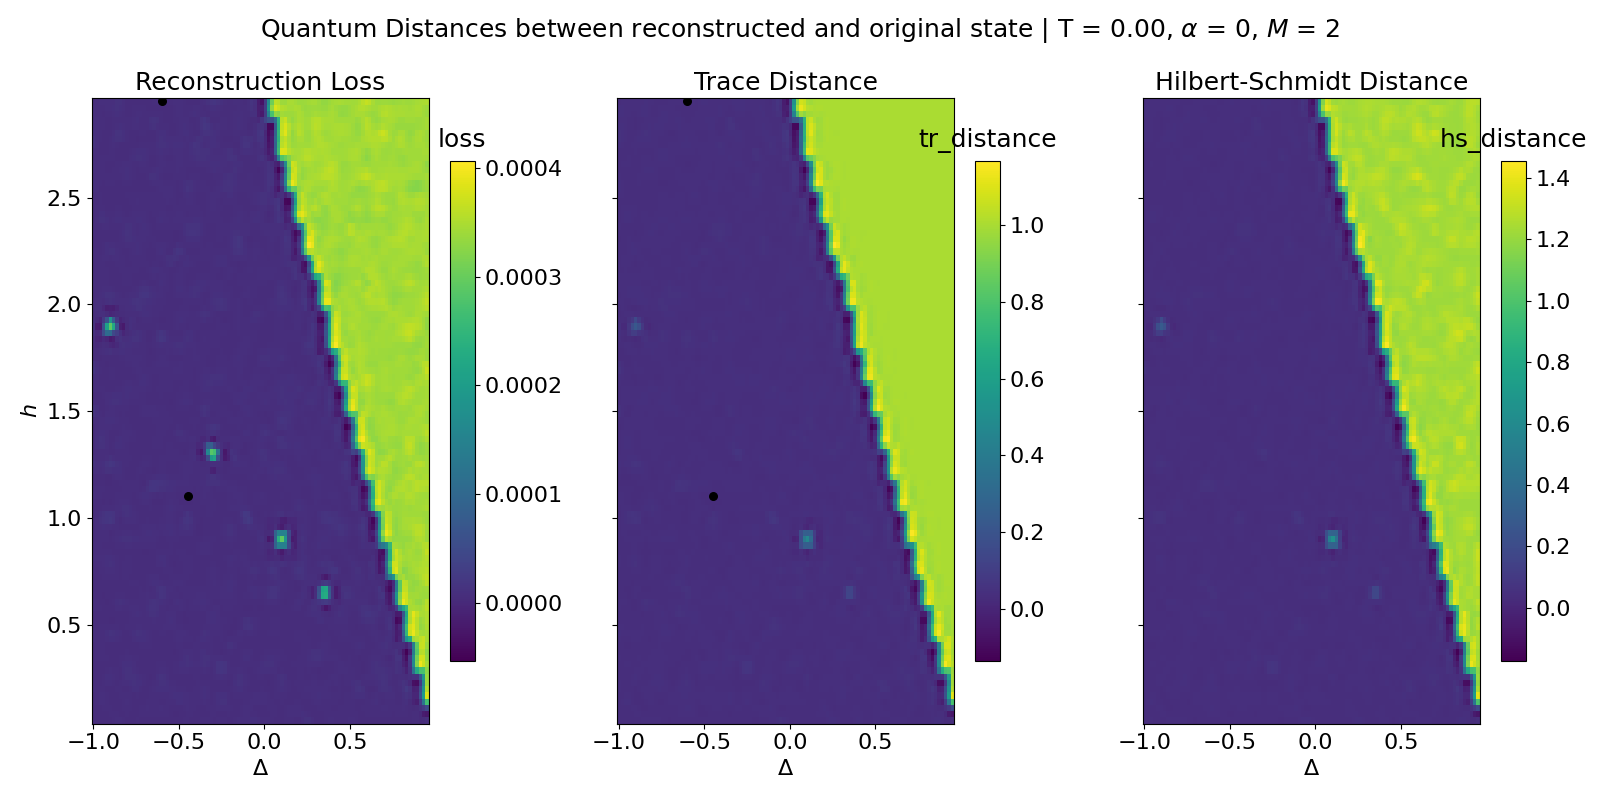 Quantum Distances between reconstructed and original state | T = 0.00, α = 0, M = 2
Reconstruction Loss
Trace Distance
Hilbert-Schmidt Distance
loss
tr_distance
hs_distance
0.0004
0.0003
0.0002
0.0001
0.0000
1.0
0.8
0.6
0.4
0.2
0.0
1.4
1.2
1.0
0.8
0.6
0.4
0.2
0.0
h
2.5
2.0
1.5
1.0
0.5
−1.0 −0.5 0.0 0.5
−1.0 −0.5 0.0 0.5
−1.0 −0.5 0.0 0.5
Δ
Δ
Δ